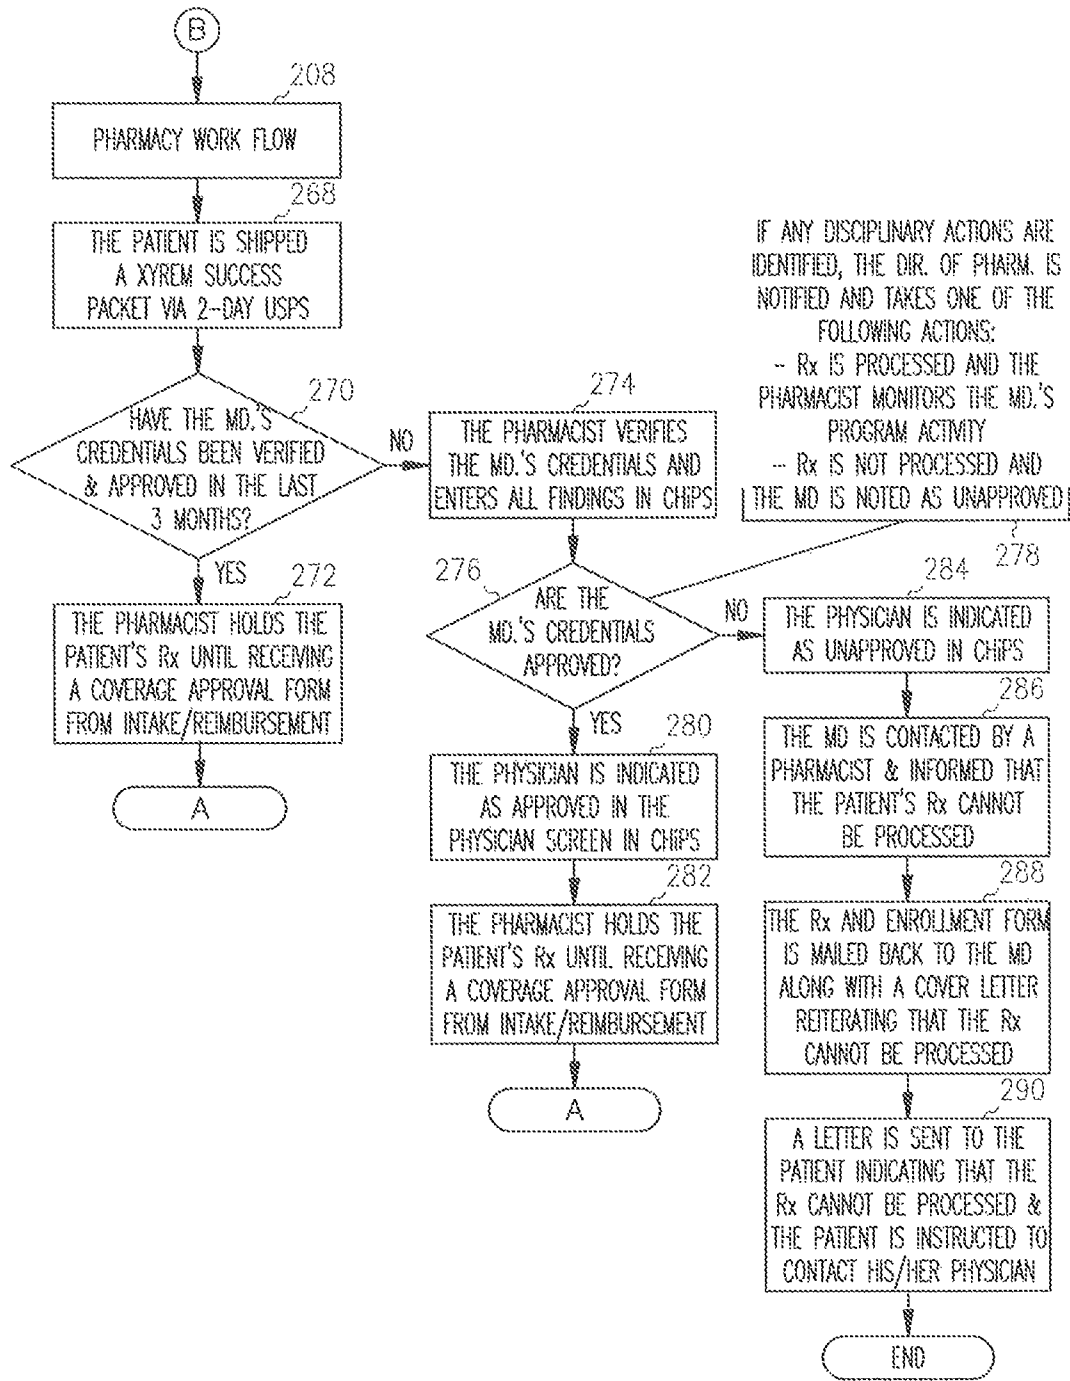 B
208
PHARMACY WORK FLOW
268
THE PATIENT IS SHIPPED
A XYREM SUCCESS
PACKET VIA 2-DAY USPS
270
HAVE THE MD.'S
CREDENTIALS BEEN VERIFIED
& APPROVED IN THE LAST
3 MONTHS?
NO
YES
272
THE PHARMACIST HOLDS THE
PATIENT'S Rx UNTIL RECEIVING
A COVERAGE APPROVAL FORM
FROM INTAKE/REIMBURSEMENT
A
274
THE PHARMACIST VERIFIES
THE MD.'S CREDENTIALS AND
ENTERS ALL FINDINGS IN CHIPS
276
ARE THE
MD.'S CREDENTIALS
APPROVED?
NO
YES
280
THE PHYSICIAN IS INDICATED
AS APPROVED IN THE
PHYSICIAN SCREEN IN CHIPS
282
THE PHARMACIST HOLDS THE
PATIENT'S Rx UNTIL RECEIVING
A COVERAGE APPROVAL FORM
FROM INTAKE/REIMBURSEMENT
A
IF ANY DISCIPLINARY ACTIONS ARE
IDENTIFIED, THE DIR. OF PHARM. IS
NOTIFIED AND TAKES ONE OF THE
FOLLOWING ACTIONS:
-- Rx IS PROCESSED AND THE
PHARMACIST MONITORS THE MD.'S
PROGRAM ACTIVITY
-- Rx IS NOT PROCESSED AND
THE MD IS NOTED AS UNAPPROVED
278
284
THE PHYSICIAN IS INDICATED
AS UNAPPROVED IN CHIPS
286
THE MD IS CONTACTED BY A
PHARMACIST & INFORMED THAT
THE PATIENT'S Rx CANNOT
BE PROCESSED
288
THE Rx AND ENROLLMENT FORM
IS MAILED BACK TO THE MD
ALONG WITH A COVER LETTER
REITERATING THAT THE Rx
CANNOT BE PROCESSED
290
A LETTER IS SENT TO THE
PATIENT INDICATING THAT THE
Rx CANNOT BE PROCESSED &
THE PATIENT IS INSTRUCTED TO
CONTACT HIS/HER PHYSICIAN
END